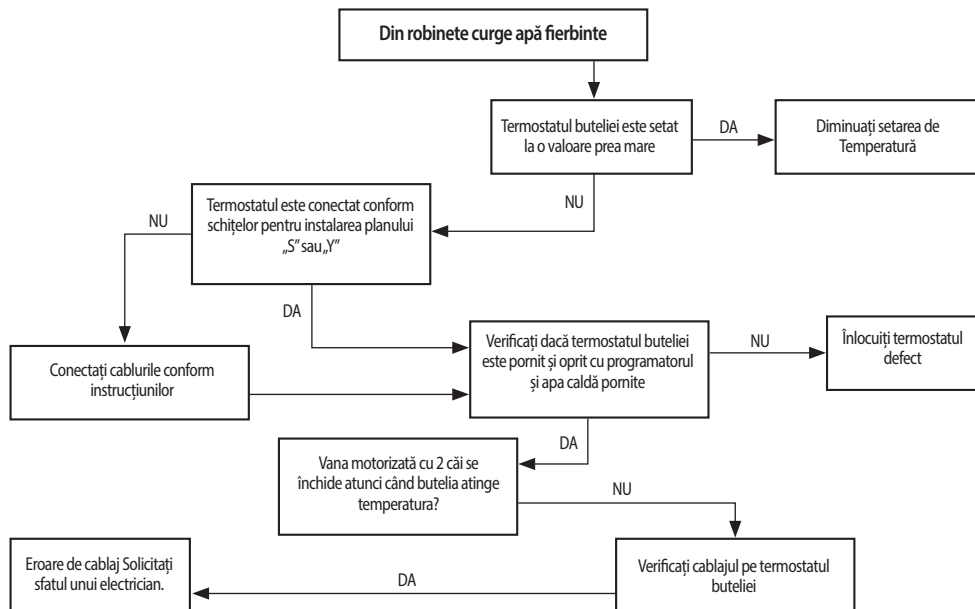 Din robinete curge apă fierbinte
Termostatul buteliei este setat
la o valoare prea mare
DA
Diminuați setarea de
Temperatură
NU
Termostatul este conectat conform
schițelor pentru instalarea planului
„S” sau „Y”
NU
DA
Conectați cablurile conform
instrucțiunilor
Verificați dacă termostatul buteliei
este pornit și oprit cu programatorul
și apa caldă pornite
NU
Înlocuiți termostatul
defect
DA
Vana motorizată cu 2 căi se
închide atunci când butelia atinge
temperatura?
NU
Verificați cablajul pe termostatul
buteliei
DA
Eroare de cablaj Solicitați
sfatul unui electrician.